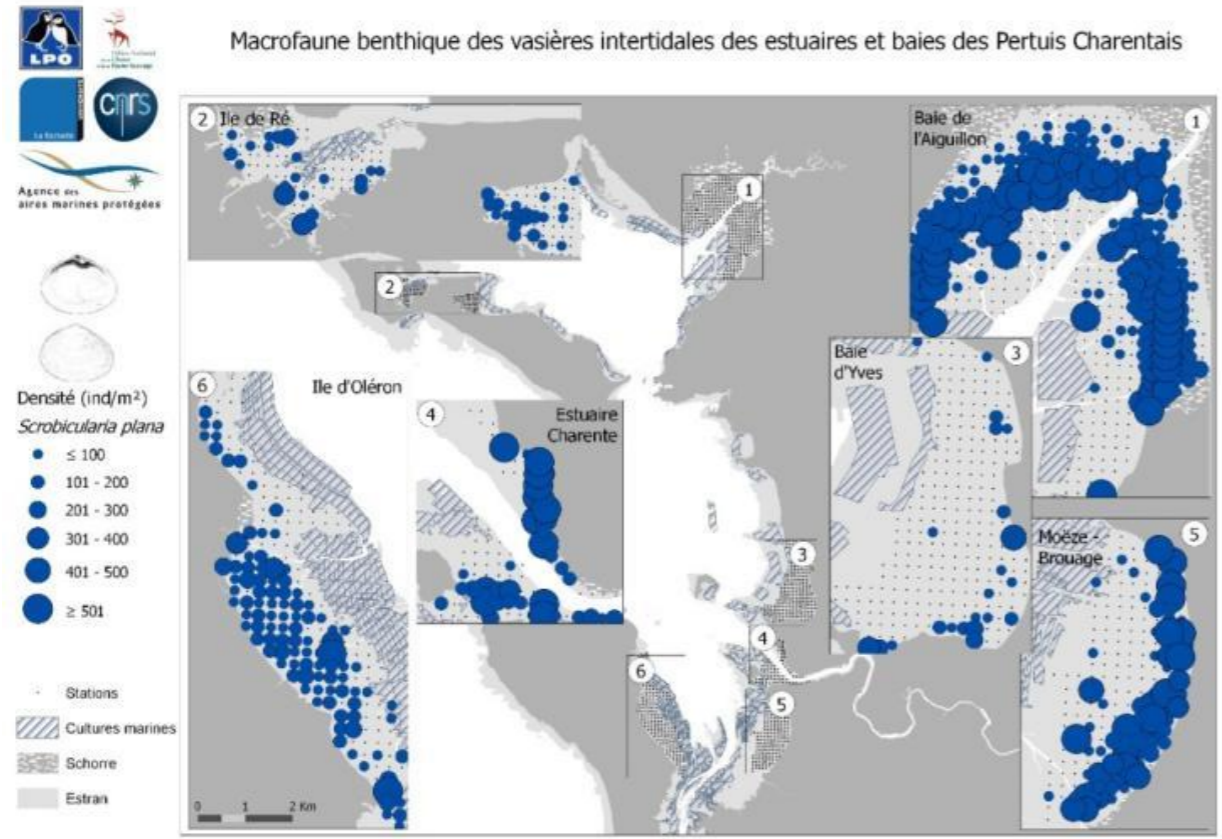 Macrofaune benthique des vasières intertidales des estuaires et baies des Pertuis Charentais
LPO
cnrs
La Rochelle
Agence des
aires marines protégées
Densité (ind/m²)
Scrobicularia plana
≤ 100
101 - 200
201 - 300
301 - 400
401 - 500
≥ 501
Stations
Cultures marines
Schorre
Estran
2 Ile de Ré
Baie de
l'Aiguillon
1
1
2
6
Ile d'Oléron
4
Estuaire
Charente
Baie
d'Yves
3
3
4
6
5
Moëze -
Brouage
5
0 1 2 Km